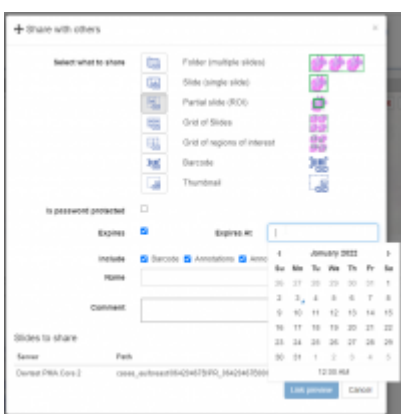 Share with others
×
Select what to share
Folder (multiple slides)
Slide (single slide)
Partial slide (ROI)
Grid of Slides
Grid of regions of interest
Barcode
Thumbnail
Is password protected
Expires
Expires At:
Include
Barcode Annotations
Name
Comment
‹ January 2022 ›
Su Mo Tu We Th Fr Sa
26 27 28 29 30 31 1
2 3 4 5 6 7 8
9 10 11 12 13 14 15
16 17 18 19 20 21 22
23 24 25 26 27 28 29
30 31 1 2 3 4 5
12:00 AM
Slides to share
Server Path
PMA Core 2
Link preview Cancel